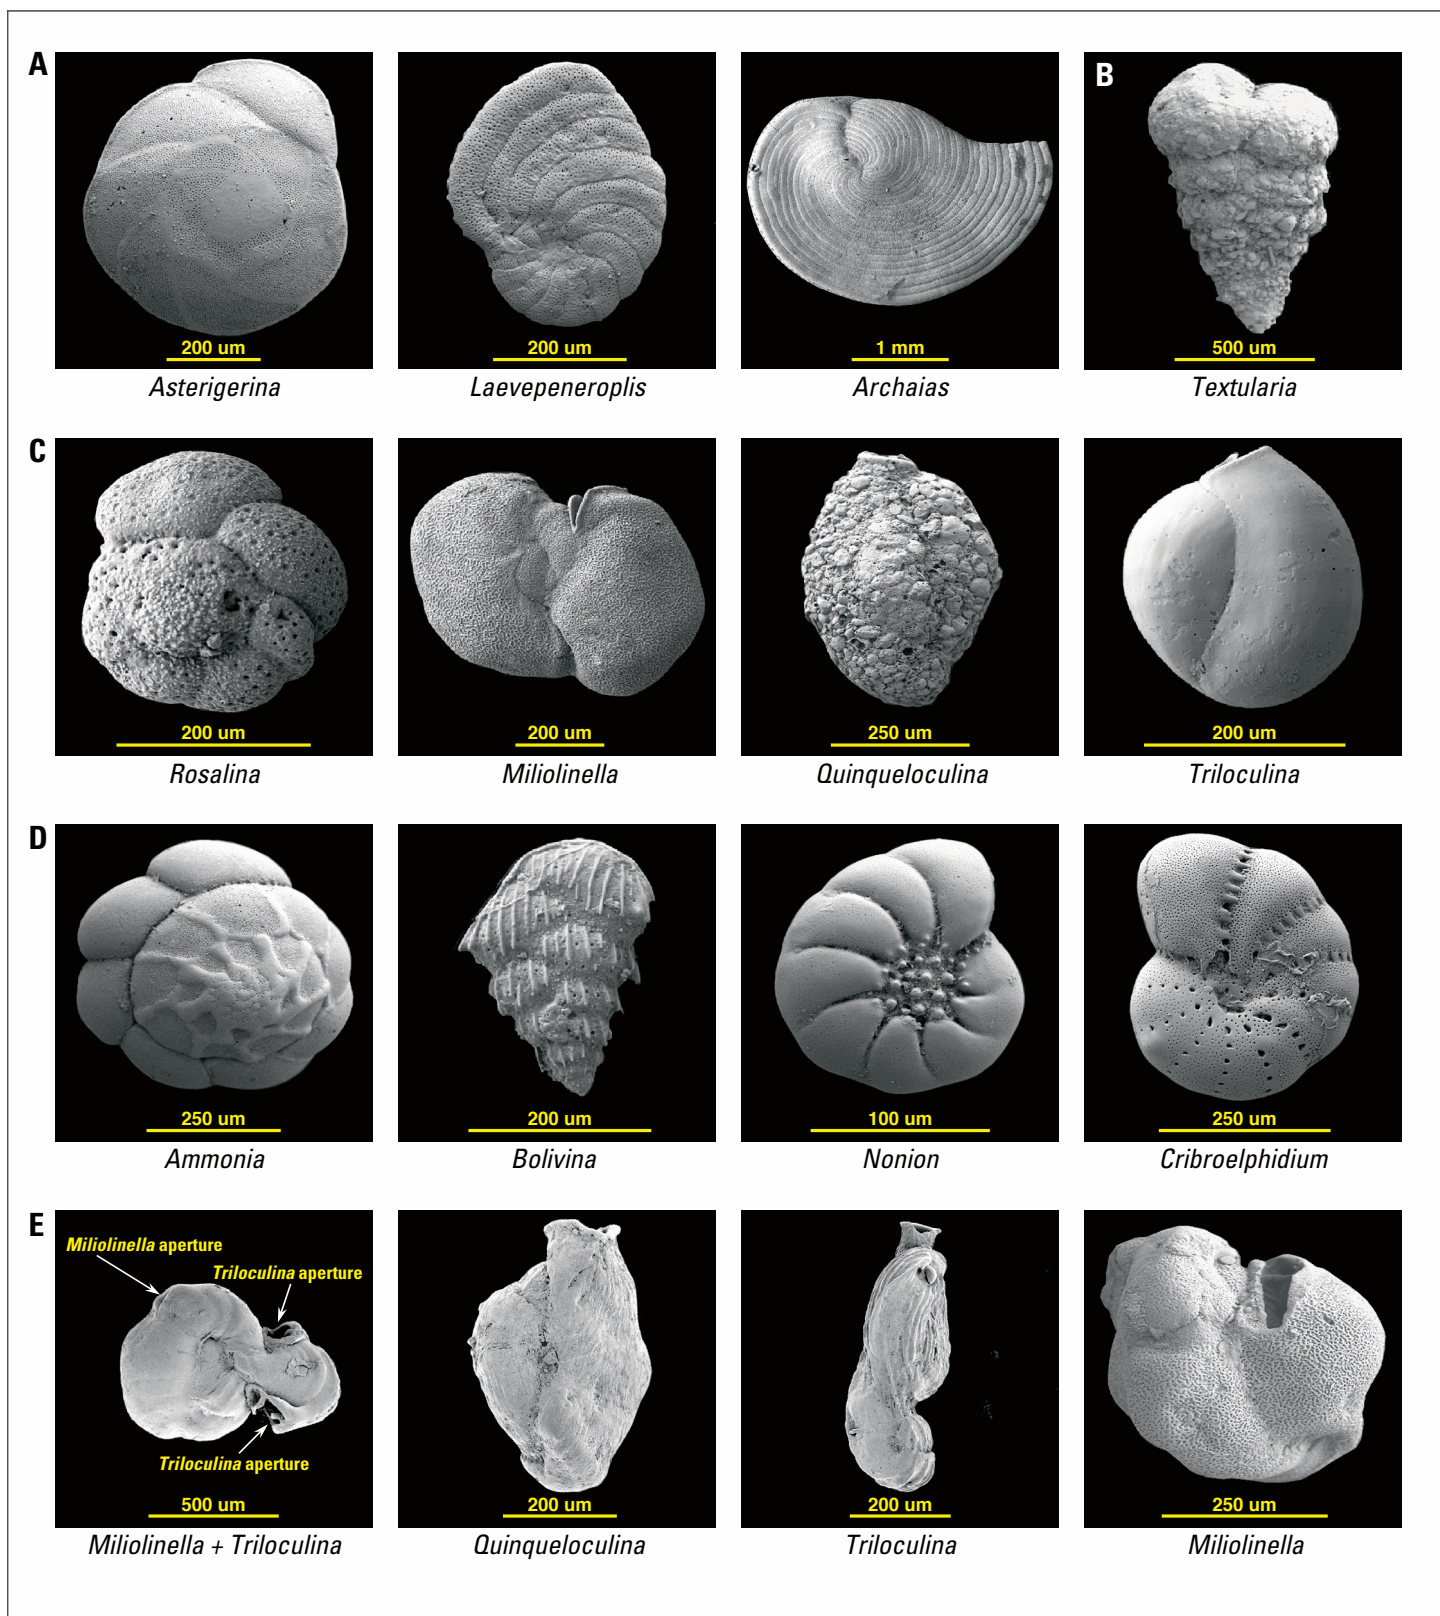 A
B
200 um
200 um
1 mm
500 um
Asterigerina
Laevepeneroplis
Archaias
Textularia
C
200 um
200 um
250 um
200 um
Rosalina
Miliolinella
Quinqueloculina
Triloculina
D
250 um
200 um
100 um
250 um
Ammonia
Bolivina
Nonion
Cribroelphidium
E
Miliolinella aperture
Triloculina aperture
Triloculina aperture
500 um
200 um
200 um
250 um
Miliolinella + Triloculina
Quinqueloculina
Triloculina
Miliolinella